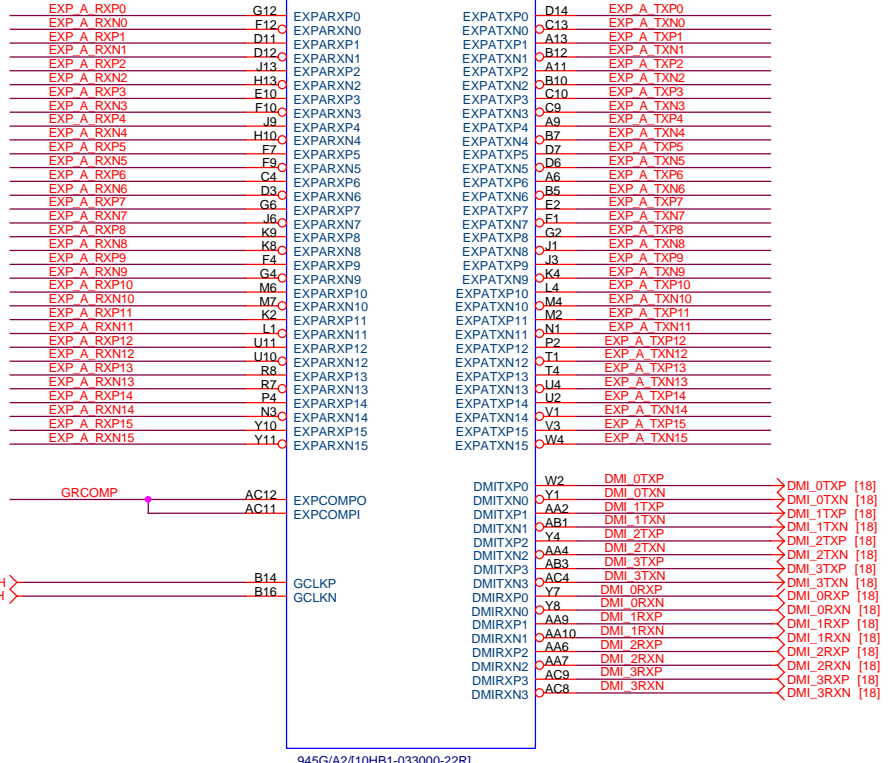 EXP_A_RXP0 G12 EXPARXP0 EXPATXP0 D14 EXP_A_TXP0
EXP_A_RXN0 F12 EXPARXN0 EXPATXN0 C13 EXP_A_TXN0
EXP_A_RXP1 D11 EXPARXP1 EXPATXP1 A13 EXP_A_TXP1
EXP_A_RXN1 D12 EXPARXN1 EXPATXN1 B12 EXP_A_TXN1
EXP_A_RXP2 J13 EXPARXP2 EXPATXP2 A11 EXP_A_TXP2
EXP_A_RXN2 H13 EXPARXN2 EXPATXN2 B10 EXP_A_TXN2
EXP_A_RXP3 E10 EXPARXP3 EXPATXP3 C10 EXP_A_TXP3
EXP_A_RXN3 F10 EXPARXN3 EXPATXN3 C9 EXP_A_TXN3
EXP_A_RXP4 J9 EXPARXP4 EXPATXP4 A9 EXP_A_TXP4
EXP_A_RXN4 H10 EXPARXN4 EXPATXN4 B7 EXP_A_TXN4
EXP_A_RXP5 F7 EXPARXP5 EXPATXP5 D7 EXP_A_TXP5
EXP_A_RXN5 F9 EXPARXN5 EXPATXN5 D6 EXP_A_TXN5
EXP_A_RXP6 C4 EXPARXP6 EXPATXP6 A6 EXP_A_TXP6
EXP_A_RXN6 D3 EXPARXN6 EXPATXN6 B5 EXP_A_TXN6
EXP_A_RXP7 G6 EXPARXP7 EXPATXP7 E2 EXP_A_TXP7
EXP_A_RXN7 J6 EXPARXN7 EXPATXN7 F1 EXP_A_TXN7
EXP_A_RXP8 K9 EXPARXP8 EXPATXP8 G2 EXP_A_TXP8
EXP_A_RXN8 K8 EXPARXN8 EXPATXN8 J1 EXP_A_TXN8
EXP_A_RXP9 F4 EXPARXP9 EXPATXP9 J3 EXP_A_TXP9
EXP_A_RXN9 G4 EXPARXN9 EXPATXN9 K4 EXP_A_TXN9
EXP_A_RXP10 M6 EXPARXP10 EXPATXP10 L4 EXP_A_TXP10
EXP_A_RXN10 M7 EXPARXN10 EXPATXN10 M4 EXP_A_TXN10
EXP_A_RXP11 K2 EXPARXP11 EXPATXP11 M2 EXP_A_TXP11
EXP_A_RXN11 L1 EXPARXN11 EXPATXN11 N1 EXP_A_TXN11
EXP_A_RXP12 U11 EXPARXP12 EXPATXP12 P2 EXP_A_TXP12
EXP_A_RXN12 U10 EXPARXN12 EXPATXN12 T1 EXP_A_TXN12
EXP_A_RXP13 R8 EXPARXP13 EXPATXP13 T4 EXP_A_TXP13
EXP_A_RXN13 R7 EXPARXN13 EXPATXN13 U4 EXP_A_TXN13
EXP_A_RXP14 P4 EXPARXP14 EXPATXP14 U2 EXP_A_TXP14
EXP_A_RXN14 N3 EXPARXN14 EXPATXN14 V1 EXP_A_TXN14
EXP_A_RXP15 Y10 EXPARXP15 EXPATXP15 V3 EXP_A_TXP15
EXP_A_RXN15 Y11 EXPARXN15 EXPATXN15 W4 EXP_A_TXN15
DMITXP0 W2 DMI_0TXP DMI_0TXP [18]
GRCOMP AC12 EXPCOMPO DMITXN0 Y1 DMI_0TXN DMI_0TXN [18]
AC11 EXPCOMPI DMITXP1 AA2 DMI_1TXP DMI_1TXP [18]
DMITXN1 AB1 DMI_1TXN DMI_1TXN [18]
DMITXP2 Y4 DMI_2TXP DMI_2TXP [18]
DMITXN2 AA4 DMI_2TXN DMI_2TXN [18]
DMITXP3 AB3 DMI_3TXP DMI_3TXP [18]
H B14 GCLKP DMITXN3 AC4 DMI_3TXN DMI_3TXN [18]
H B16 GCLKN DMIRXP0 Y7 DMI_0RXP DMI_0RXP [18]
DMIRXN0 Y8 DMI_0RXN DMI_0RXN [18]
DMIRXP1 AA9 DMI_1RXP DMI_1RXP [18]
DMIRXN1 AA10 DMI_1RXN DMI_1RXN [18]
DMIRXP2 AA6 DMI_2RXP DMI_2RXP [18]
DMIRXN2 AA7 DMI_2RXN DMI_2RXN [18]
DMIRXP3 AC9 DMI_3RXP DMI_3RXP [18]
DMIRXN3 AC8 DMI_3RXN DMI_3RXN [18]
945G/A2/[10HB1-033000-22R]